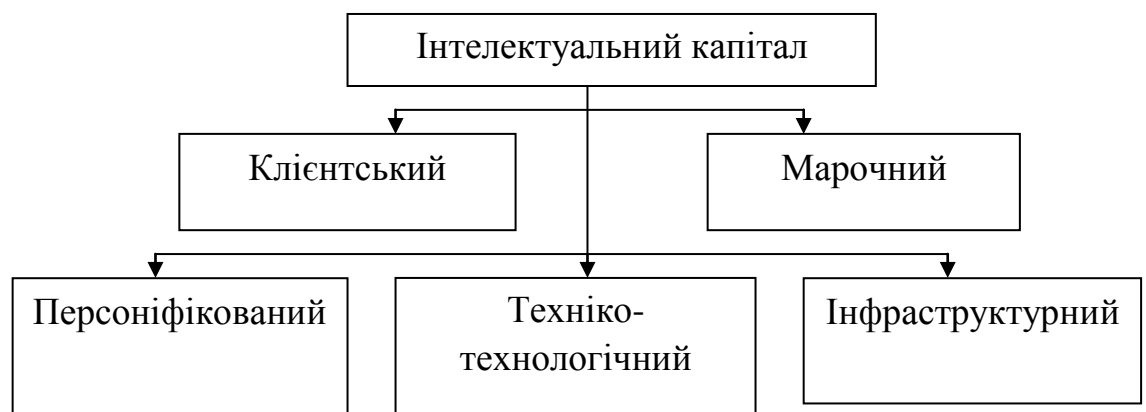 Інтелектуальний капітал
Клієнтський
Марочний
Персоніфікований
Техніко-
технологічний
Інфраструктурний